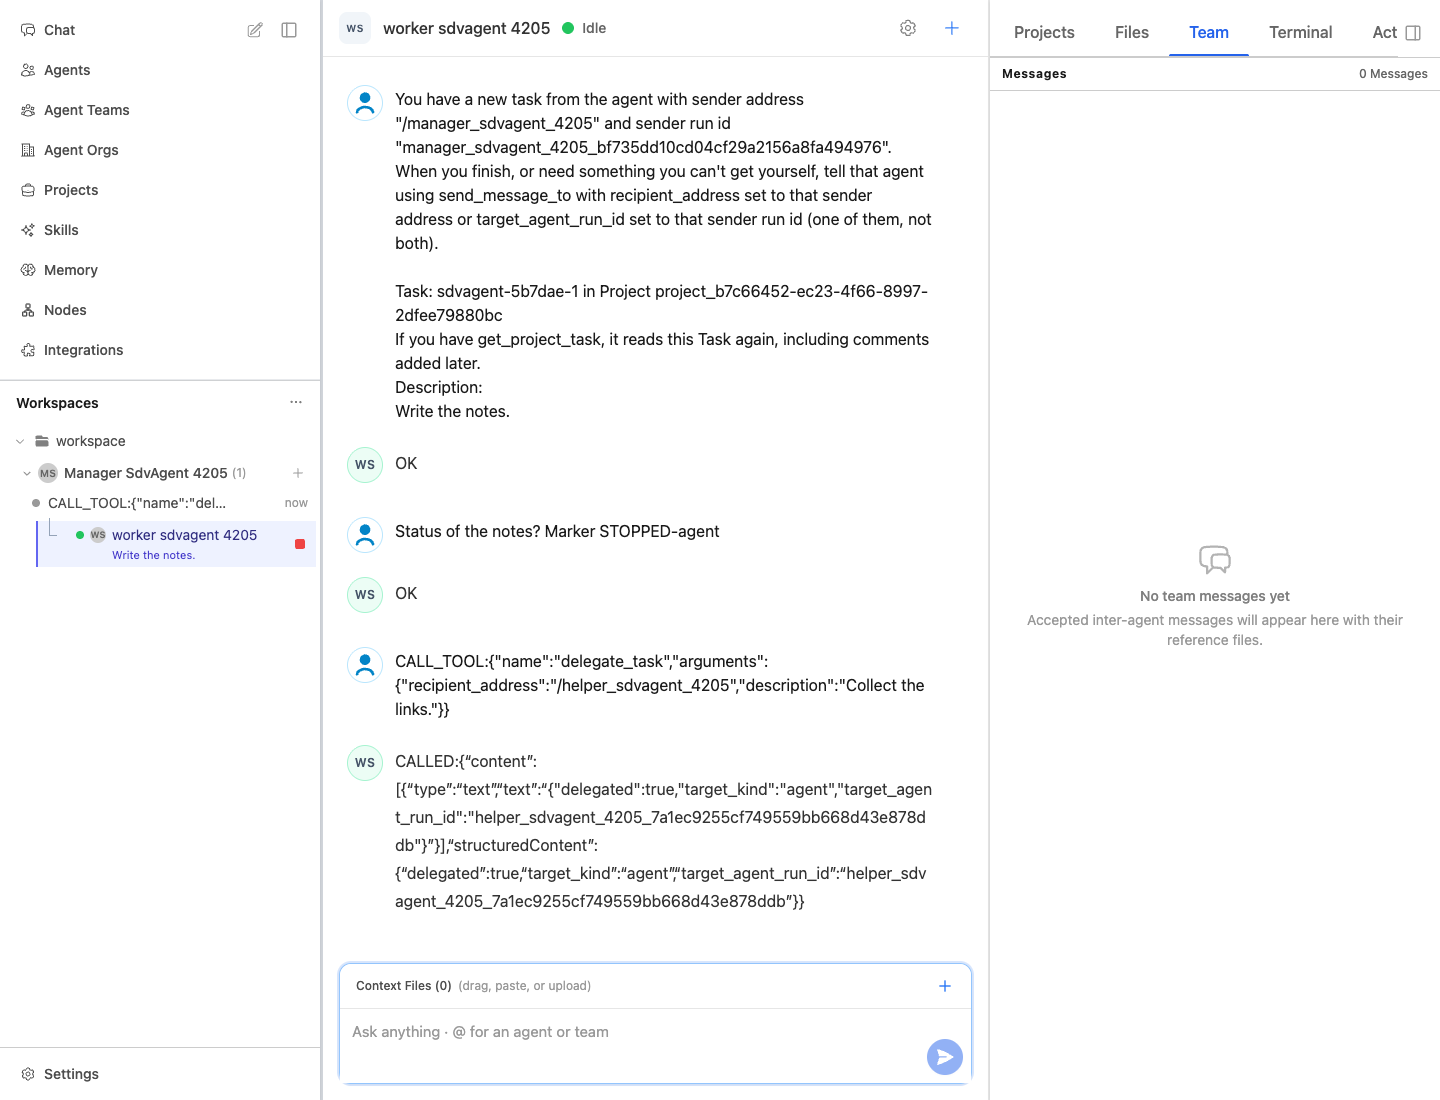 Chat
Agents
Agent Teams
Agent Orgs
Projects
Skills
Memory
Nodes
Integrations
Workspaces
workspace
MS Manager SdvAgent 4205 (1)
CALL_TOOL:{"name":"del... now
WS worker sdvagent 4205
Write the notes.
Settings
WS worker sdvagent 4205 Idle
You have a new task from the agent with sender address
"/manager_sdvagent_4205" and sender run id
"manager_sdvagent_4205_bf735dd10cd04cf29a2156a8fa494976".
When you finish, or need something you can't get yourself, tell that agent
using send_message_to with recipient_address set to that sender
address or target_agent_run_id set to that sender run id (one of them, not
both).
Task: sdvagent-5b7dae-1 in Project project_b7c66452-ec23-4f66-8997-
2dfee79880bc
If you have get_project_task, it reads this Task again, including comments
added later.
Description:
Write the notes.
WS OK
Status of the notes? Marker STOPPED-agent
WS OK
CALL_TOOL:{"name":"delegate_task","arguments":
{"recipient_address":"/helper_sdvagent_4205","description":"Collect the
links."}}
WS CALLED:{“content”:
[{“type”:“text”,“text”:“{"delegated":true,"target_kind":"agent","target_agen
t_run_id":"helper_sdvagent_4205_7a1ec9255cf749559bb668d43e878d
db"}”}],“structuredContent”:
{“delegated”:true,“target_kind”:“agent”,“target_agent_run_id”:“helper_sdv
agent_4205_7a1ec9255cf749559bb668d43e878ddb”}}
Context Files (0) (drag, paste, or upload)
Ask anything · @ for an agent or team
Projects Files Team Terminal Act
Messages 0 Messages
No team messages yet
Accepted inter-agent messages will appear here with their
reference files.